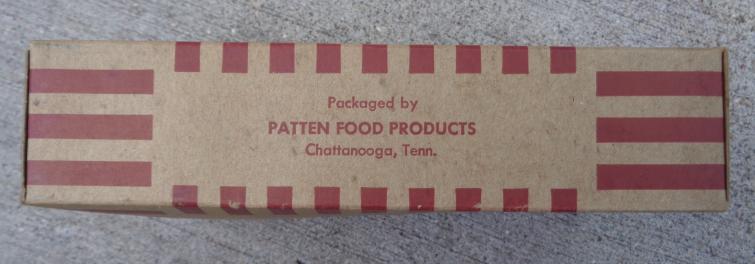 Packaged by
PATTEN FOOD PRODUCTS
Chattanooga, Tenn.